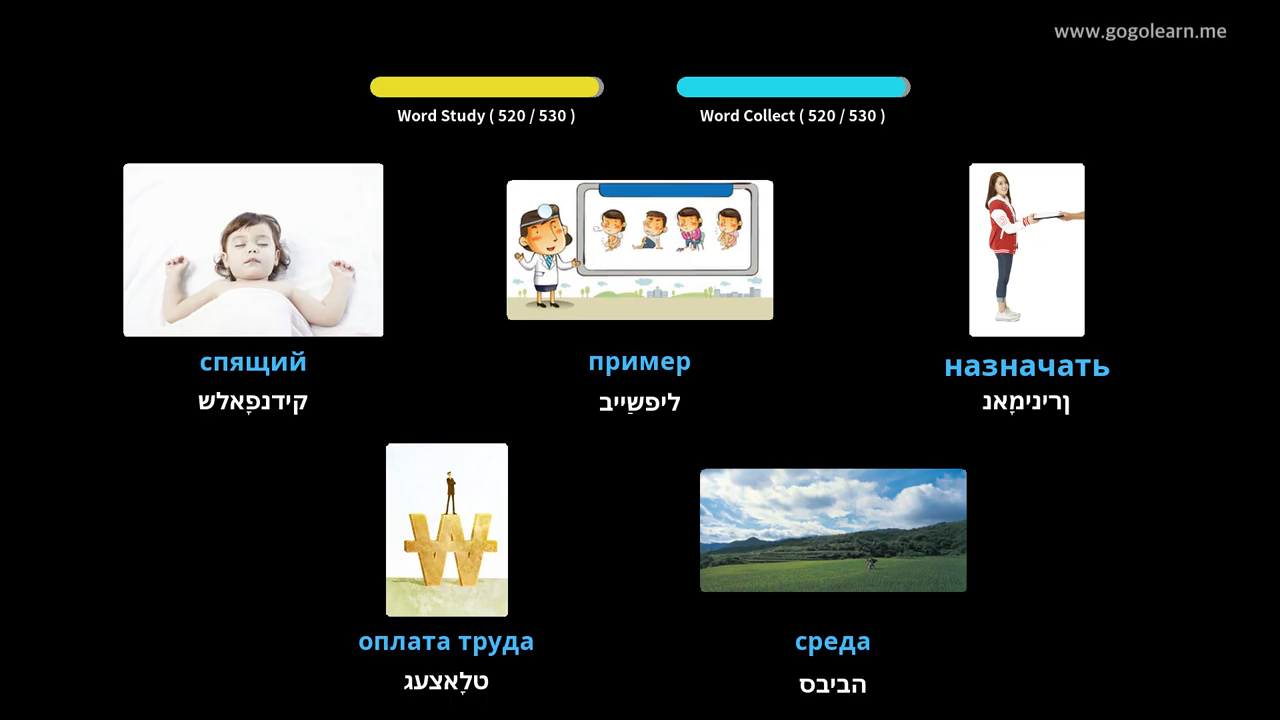 www.gogolearn.me
Word Study ( 520 / 530 )
Word Collect ( 520 / 530 )
спящий
קידנפָאלש
пример
ליפשַייב
назначать
ןרינימָאנ
оплата труда
טלָאצעג
среда
הביבס